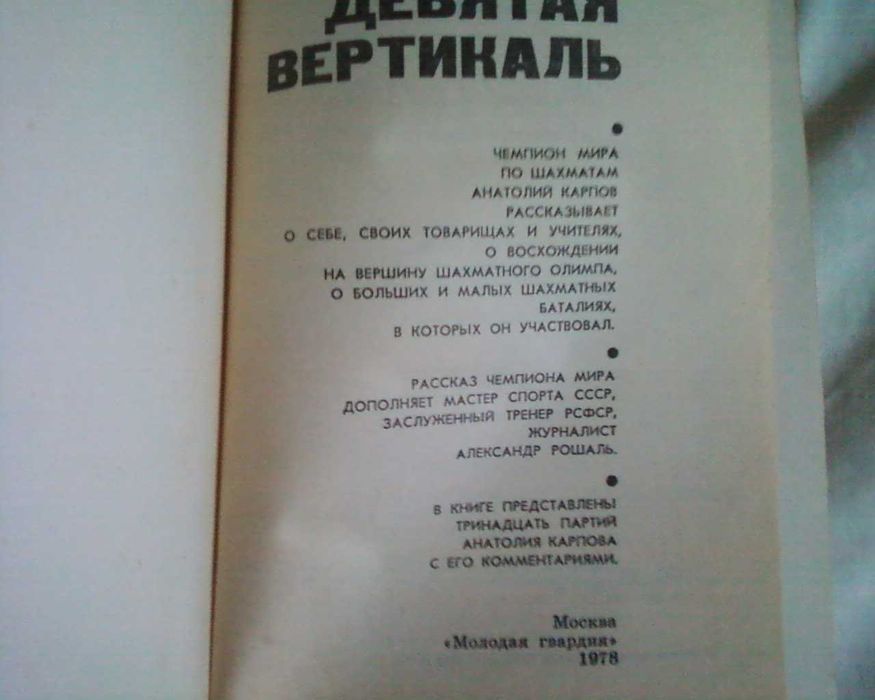 ДЕВЯТАЯ
ВЕРТИКАЛЬ
ЧЕМПИОН МИРА
ПО ШАХМАТАМ
АНАТОЛИЙ КАРПОВ
РАССКАЗЫВАЕТ
О СЕБЕ, СВОИХ ТОВАРИЩАХ И УЧИТЕЛЯХ,
О ВОСХОЖДЕНИИ
НА ВЕРШИНУ ШАХМАТНОГО ОЛИМПА,
О БОЛЬШИХ И МАЛЫХ ШАХМАТНЫХ
БАТАЛИЯХ,
В КОТОРЫХ ОН УЧАСТВОВАЛ.
РАССКАЗ ЧЕМПИОНА МИРА
ДОПОЛНЯЕТ МАСТЕР СПОРТА СССР,
ЗАСЛУЖЕННЫЙ ТРЕНЕР РСФСР,
ЖУРНАЛИСТ
АЛЕКСАНДР РОШАЛЬ.
В КНИГЕ ПРЕДСТАВЛЕНЫ
ТРИНАДЦАТЬ ПАРТИЙ
АНАТОЛИЯ КАРПОВА
С ЕГО КОММЕНТАРИЯМИ.
Москва
«Молодая гвардия»
1978